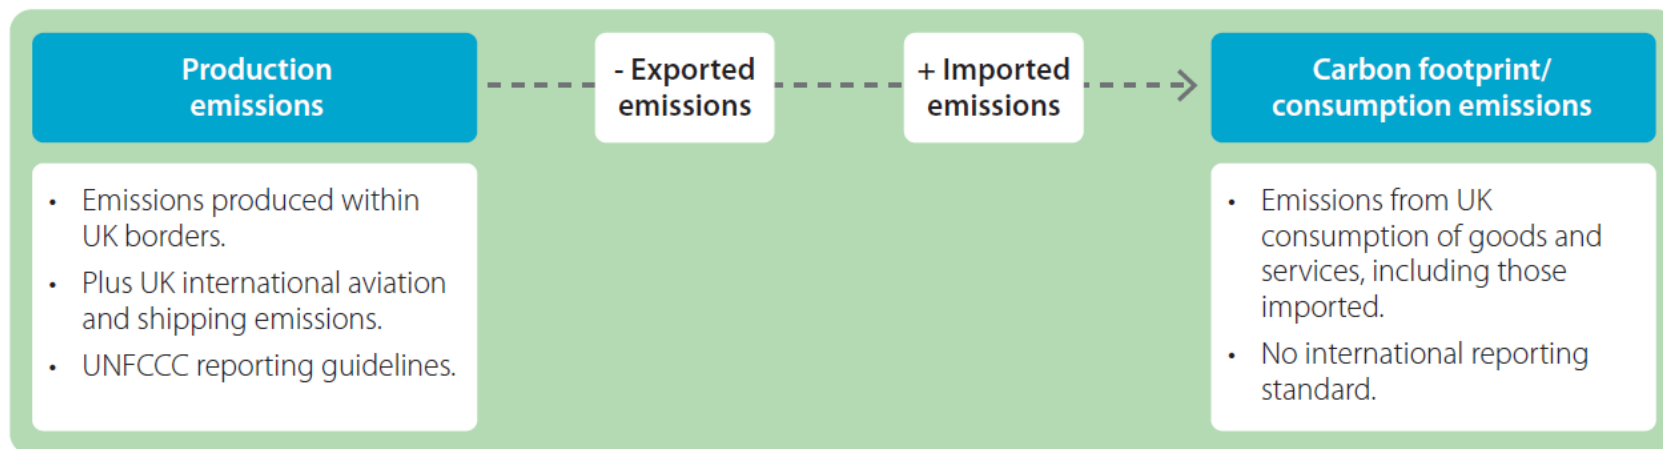 Production
emissions
- Exported
emissions
+ Imported
emissions
Carbon footprint/
consumption emissions
• Emissions produced within
UK borders.
• Plus UK international aviation
and shipping emissions.
• UNFCCC reporting guidelines.
• Emissions from UK
consumption of goods and
services, including those
imported.
• No international reporting
standard.